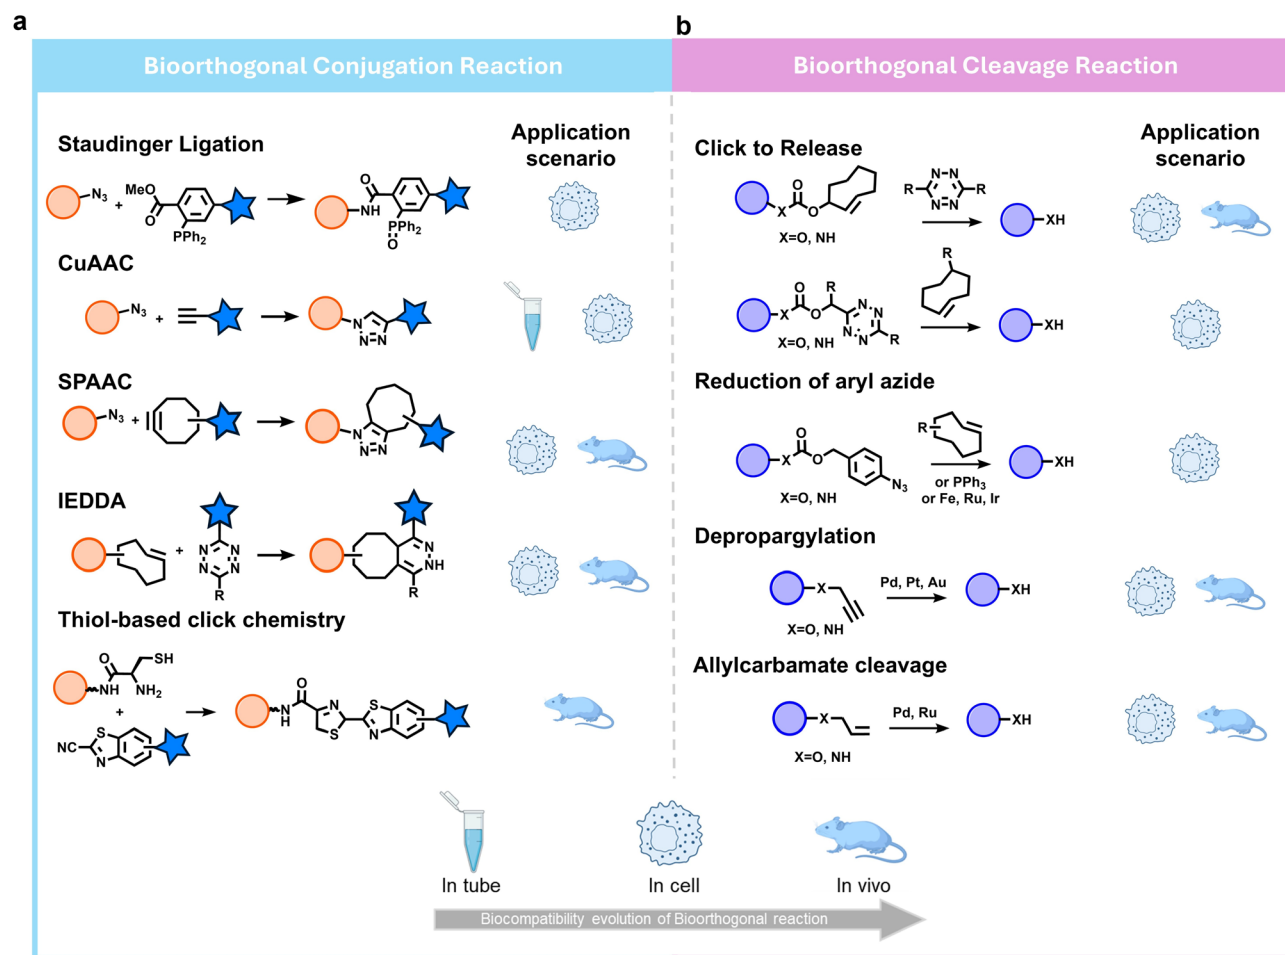 a
Bioorthogonal Conjugation Reaction
Staudinger Ligation
Application
scenario
N3
+
MeO
O
PPh2
O
NH
PPh2
O
CuAAC
N3
+
N
N=N
SPAAC
N3
+
N
N=N
IEDDA
+
N
N
N
N
R
N
NH
R
Thiol-based click chemistry
O
SH
NH
NH2
+
NC
S
N
O
N
H
N
S
S
N
b
Bioorthogonal Cleavage Reaction
Click to Release
Application
scenario
X
O
O
X=O, NH
R
N=N
N=N
R
XH
X
O
O
R
N
N
N
N
R
X=O, NH
R
XH
Reduction of aryl azide
X
O
O
N3
X=O, NH
R
or PPh3
or Fe, Ru, Ir
XH
Depropargylation
X
X=O, NH
Pd, Pt, Au
XH
Allylcarbamate cleavage
X
X=O, NH
Pd, Ru
XH
In tube
In cell
In vivo
Biocompatibility evolution of Bioorthogonal reaction